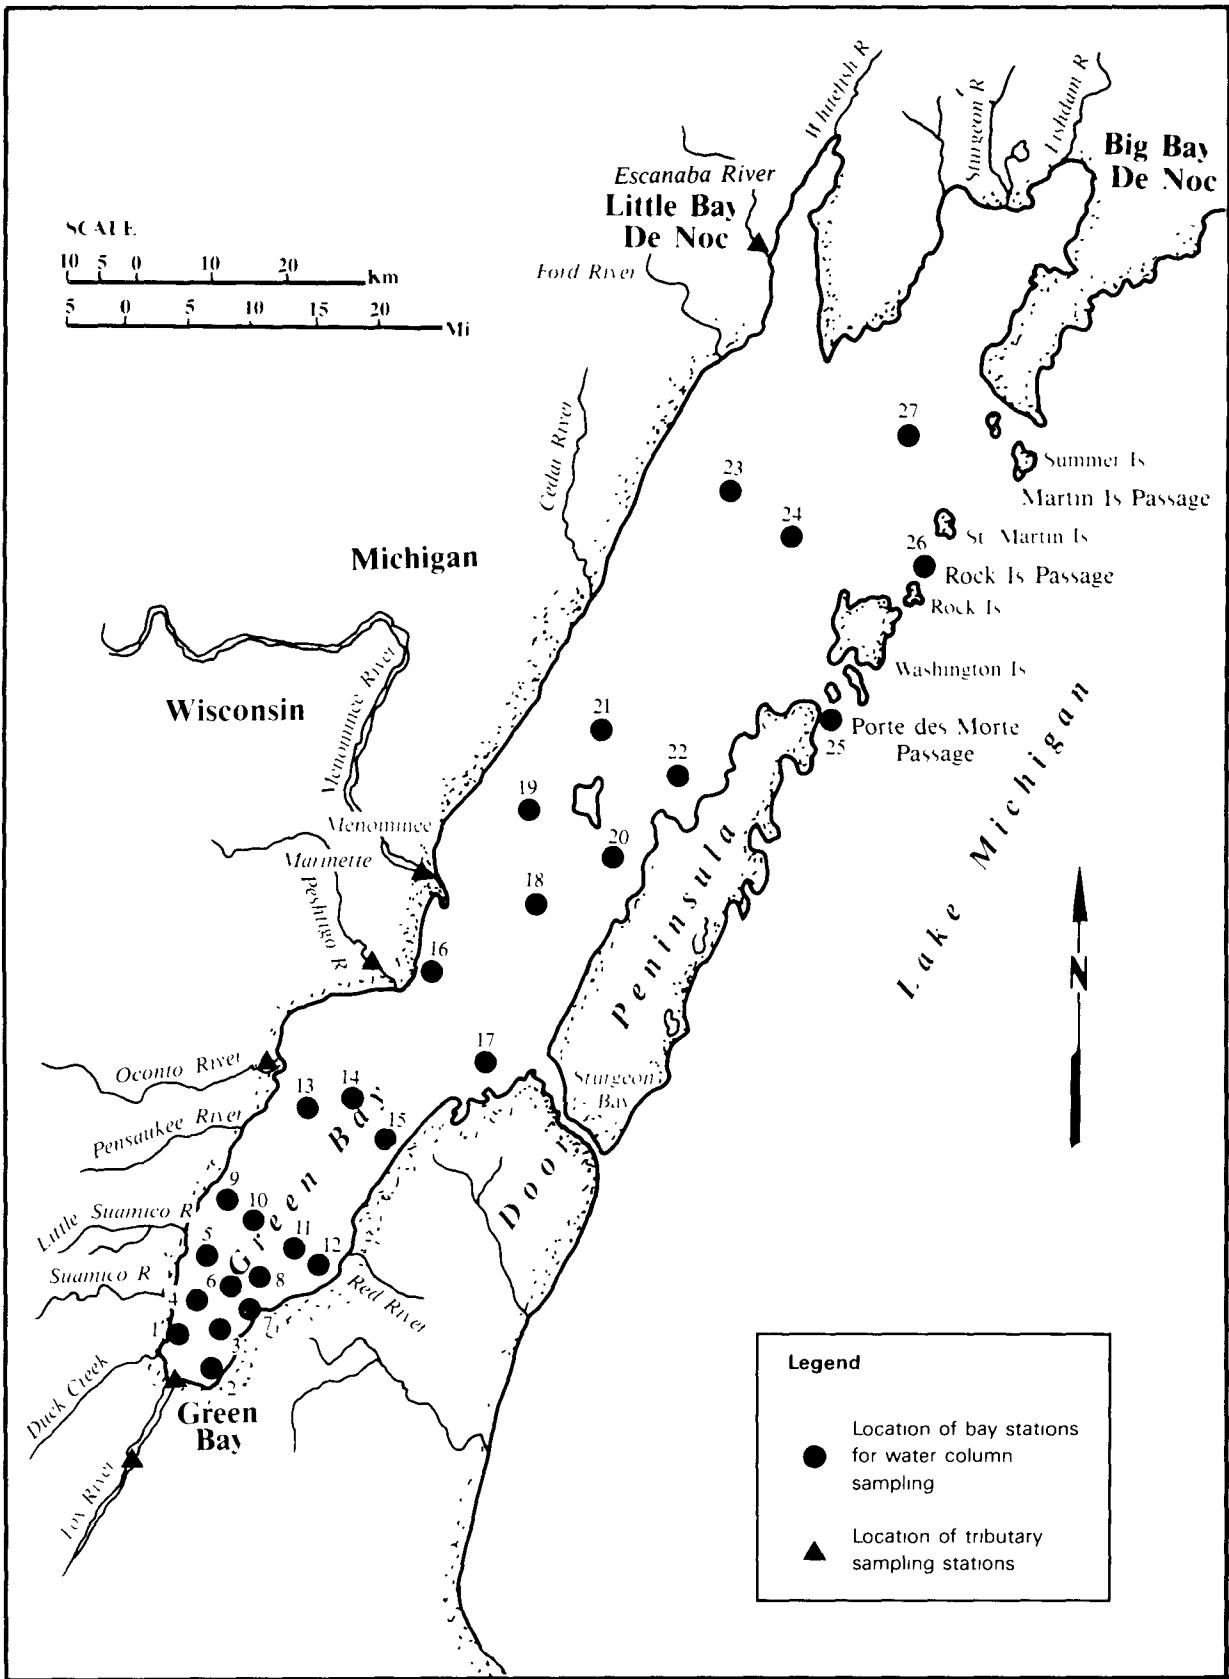 Whitefish R
Sturgeon R
Fishdam R
Big Bay
De Noc
Escanaba River
Little Bay
De Noc
Ford River
SCALE
10 5 0 10 20 Km
5 0 5 10 15 20 Mi
Cedar River
27
23
24
Summer Is
Martin Is Passage
St. Martin Is
26
Rock Is Passage
Rock Is
Michigan
Wisconsin
Menominee River
Washington Is
21
22
25
Porte des Morte
Passage
19
20
18
Menominee
Marinette
Peshtigo R
16
Lake Michigan
Peninsula
N
17
Sturgeon
Bay
Door
Oconto River
13
14
15
Pensaukee River
Green Bay
9
10
11
12
Little Suamico R
5
6
8
Suamico R
4
7
Red River
1
3
2
Duck Creek
Green
Bay
Fox River
Legend
Location of bay stations
for water column
sampling
Location of tributary
sampling stations